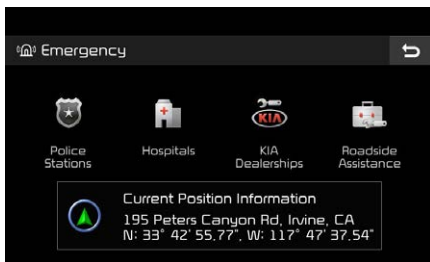 Emergency
KIA
Police
Stations
Hospitals
KIA
Dealerships
Roadside
Assistance
Current Position Information
195 Peters Canyon Rd, Irvine, CA
N: 33° 42' 55.77", W: 117° 47' 37.54"